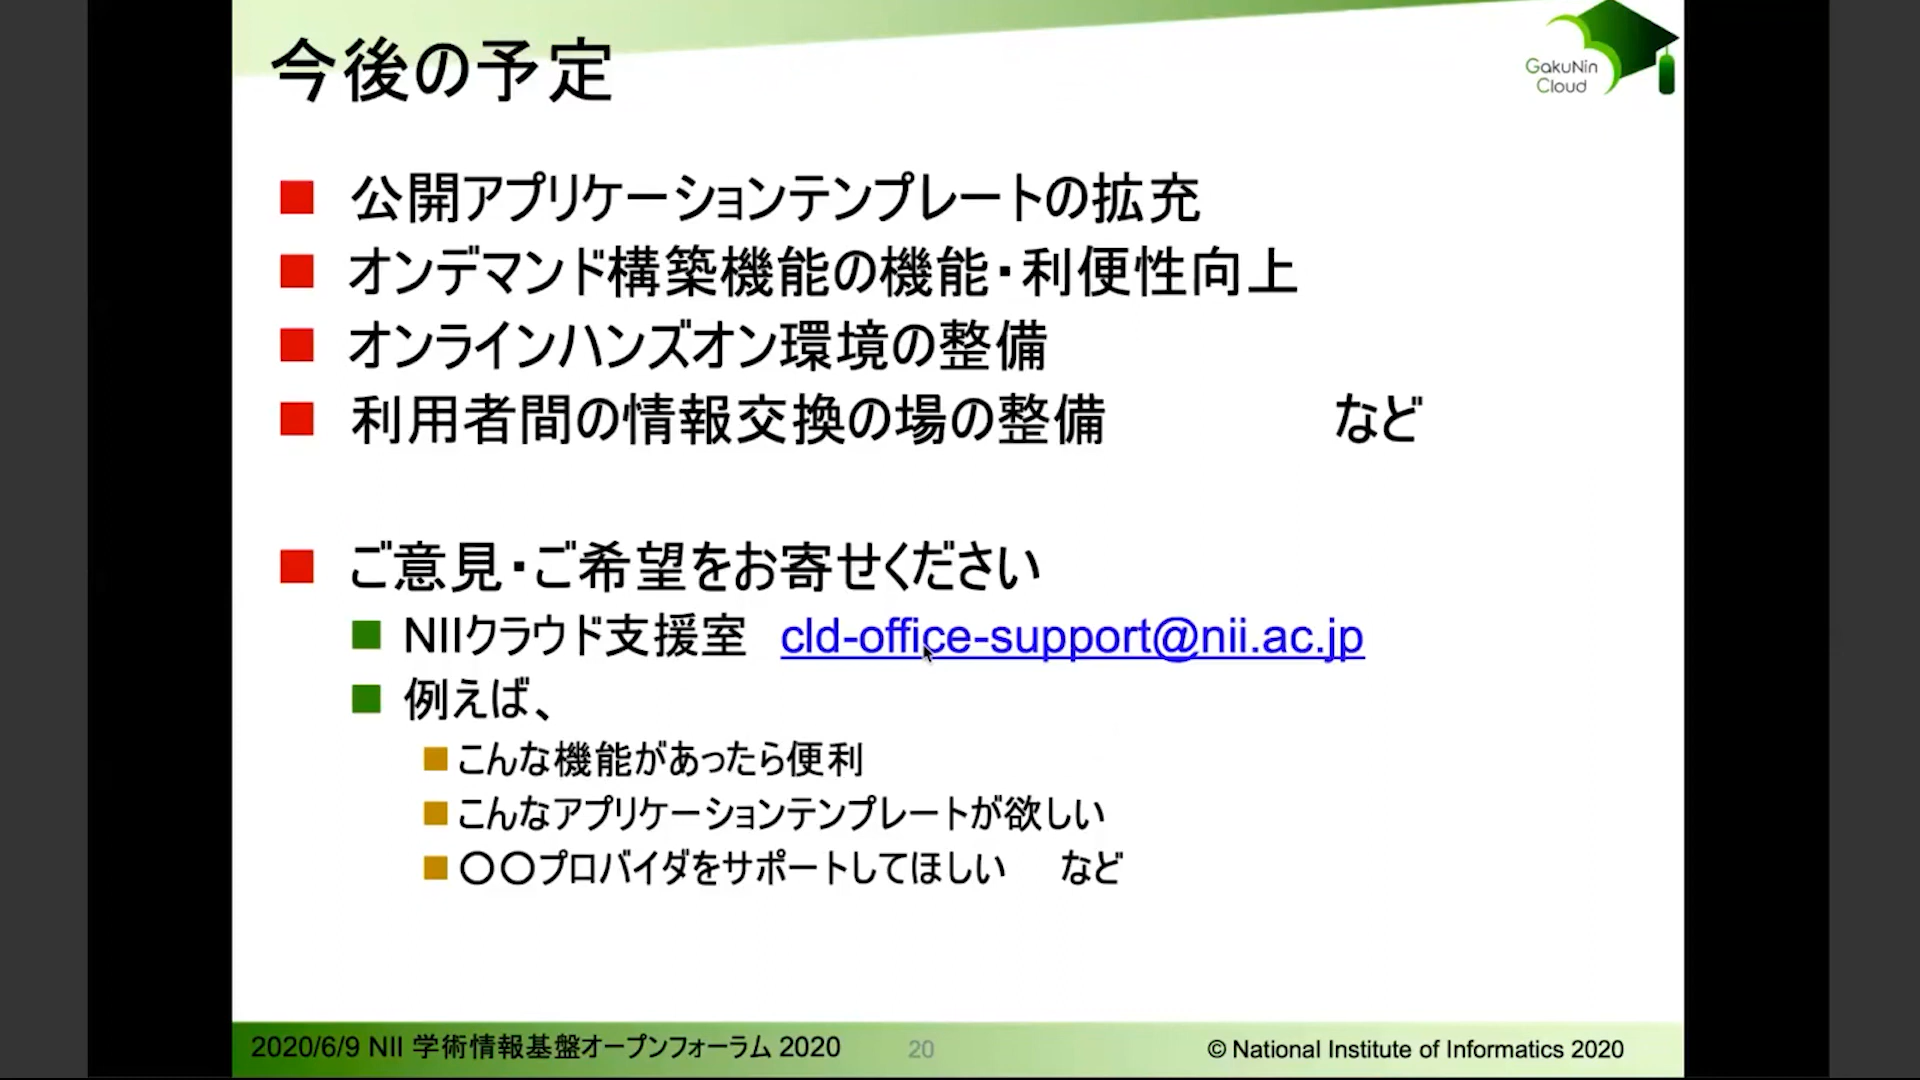 今後の予定
GakuNin
Cloud
公開アプリケーションテンプレートの拡充
オンデマンド構築機能の機能・利便性向上
オンラインハンズオン環境の整備
利用者間の情報交換の場の整備 など
ご意見・ご希望をお寄せください
NIIクラウド支援室 cld-office-support@nii.ac.jp
例えば、
こんな機能があったら便利
こんなアプリケーションテンプレートが欲しい
〇〇プロバイダをサポートしてほしい など
2020/6/9 NII 学術情報基盤オープンフォーラム 2020 20 © National Institute of Informatics 2020